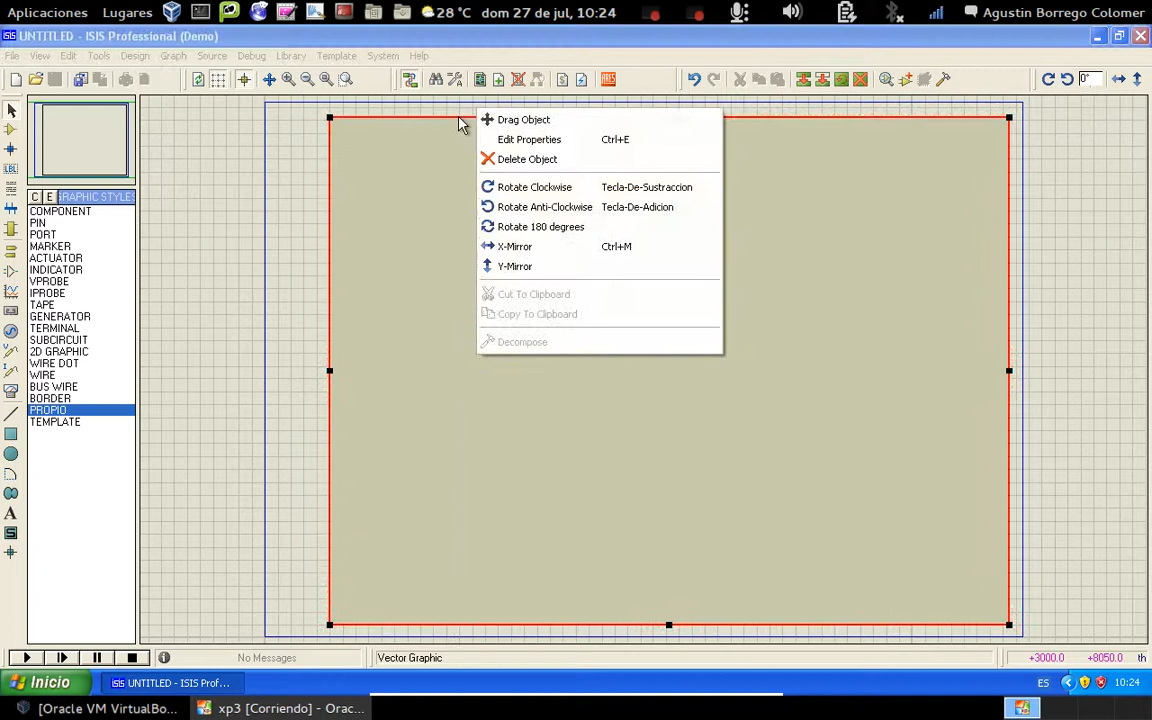 Aplicaciones Lugares 28 °C dom 27 de jul, 10:24 Agustin Borrego Colomer
ISIS UNTITLED - ISIS Professional (Demo)
File View Edit Tools Design Graph Source Debug Library Template System Help
LBL ARES 0°
C E GRAPHIC STYLES
COMPONENT
PIN
PORT
MARKER
ACTUATOR
INDICATOR
VPROBE
IPROBE
TAPE
GENERATOR
TERMINAL
SUBCIRCUIT
2D GRAPHIC
WIRE DOT
WIRE
BUS WIRE
BORDER
PROPIO
TEMPLATE
A
S
Drag Object
Edit Properties Ctrl+E
Delete Object
Rotate Clockwise Tecla-De-Sustraccion
Rotate Anti-Clockwise Tecla-De-Adicion
Rotate 180 degrees
X-Mirror Ctrl+M
Y-Mirror
Cut To Clipboard
Copy To Clipboard
Decompose
No Messages Vector Graphic +3000.0 +8050.0 th
Inicio ISIS UNTITLED - ISIS Prof... ES 10:24
[Oracle VM VirtualBo... xp3 [Corriendo] - Orac...